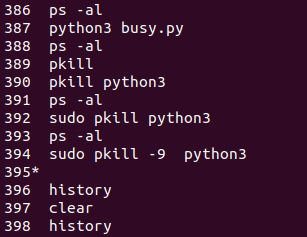 386  ps -al
387  python3 busy.py
388  ps -al
389  pkill
390  pkill python3
391  ps -al
392  sudo pkill python3
393  ps -al
394  sudo pkill -9  python3
395*
396  history
397  clear
398  history